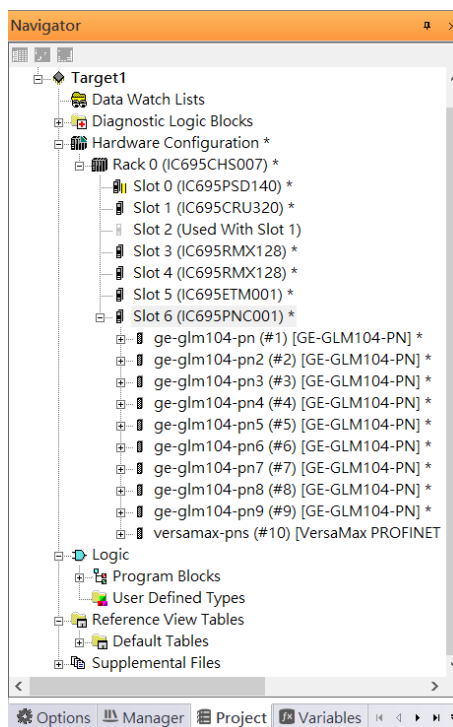 Navigator
Target1
Data Watch Lists
Diagnostic Logic Blocks
Hardware Configuration *
Rack 0 (IC695CHS007) *
Slot 0 (IC695PSD140) *
Slot 1 (IC695CRU320) *
Slot 2 (Used With Slot 1)
Slot 3 (IC695RMX128) *
Slot 4 (IC695RMX128) *
Slot 5 (IC695ETM001) *
Slot 6 (IC695PNC001) *
ge-glm104-pn (#1) [GE-GLM104-PN] *
ge-glm104-pn2 (#2) [GE-GLM104-PN] *
ge-glm104-pn3 (#3) [GE-GLM104-PN] *
ge-glm104-pn4 (#4) [GE-GLM104-PN] *
ge-glm104-pn5 (#5) [GE-GLM104-PN] *
ge-glm104-pn6 (#6) [GE-GLM104-PN] *
ge-glm104-pn7 (#7) [GE-GLM104-PN] *
ge-glm104-pn8 (#8) [GE-GLM104-PN] *
ge-glm104-pn9 (#9) [GE-GLM104-PN] *
versamax-pns (#10) [VersaMax PROFINET
Logic
Program Blocks
User Defined Types
Reference View Tables
Default Tables
Supplemental Files
Options Manager Project Variables